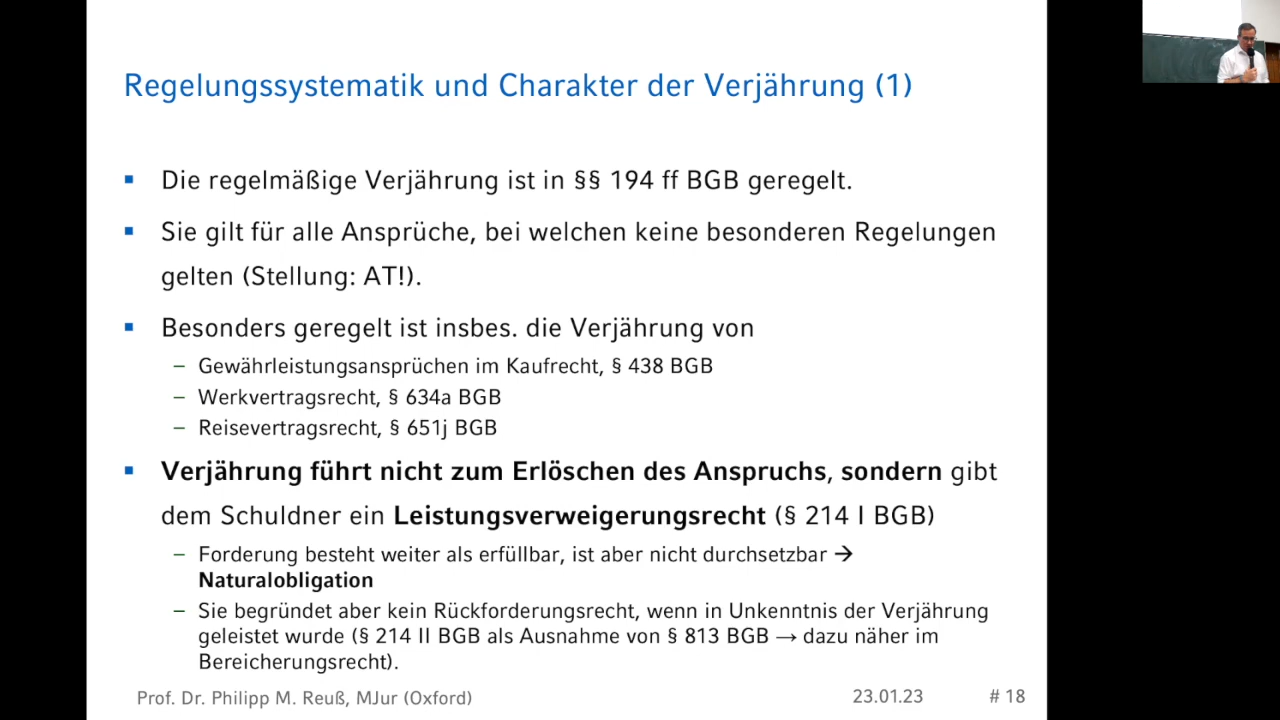 Regelungssystematik und Charakter der Verjährung (1)
▪ Die regelmäßige Verjährung ist in §§ 194 ff BGB geregelt.
▪ Sie gilt für alle Ansprüche, bei welchen keine besonderen Regelungen
gelten (Stellung: AT!).
▪ Besonders geregelt ist insbes. die Verjährung von
– Gewährleistungsansprüchen im Kaufrecht, § 438 BGB
– Werkvertragsrecht, § 634a BGB
– Reisevertragsrecht, § 651j BGB
▪ Verjährung führt nicht zum Erlöschen des Anspruchs, sondern gibt
dem Schuldner ein Leistungsverweigerungsrecht (§ 214 I BGB)
– Forderung besteht weiter als erfüllbar, ist aber nicht durchsetzbar →
Naturalobligation
– Sie begründet aber kein Rückforderungsrecht, wenn in Unkenntnis der Verjährung
geleistet wurde (§ 214 II BGB als Ausnahme von § 813 BGB → dazu näher im
Bereicherungsrecht).
Prof. Dr. Philipp M. Reuß, MJur (Oxford) 23.01.23 # 18